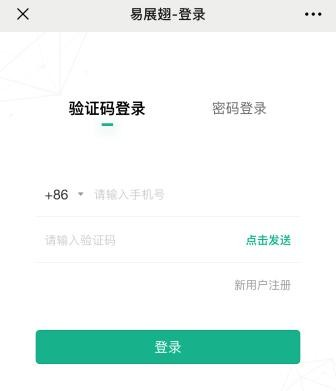 易展翅-登录
验证码登录 密码登录
+86 请输入手机号
请输入验证码 点击发送
新用户注册
登录